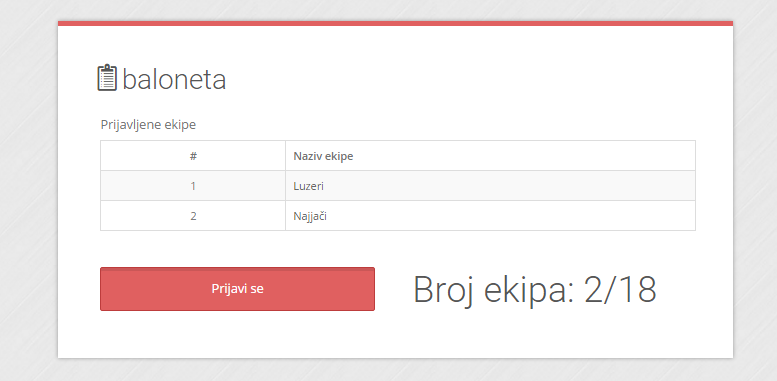 baloneta
Prijavljene ekipe
# Naziv ekipe
1 Luzeri
2 Najjači
Prijavi se
Broj ekipa: 2/18